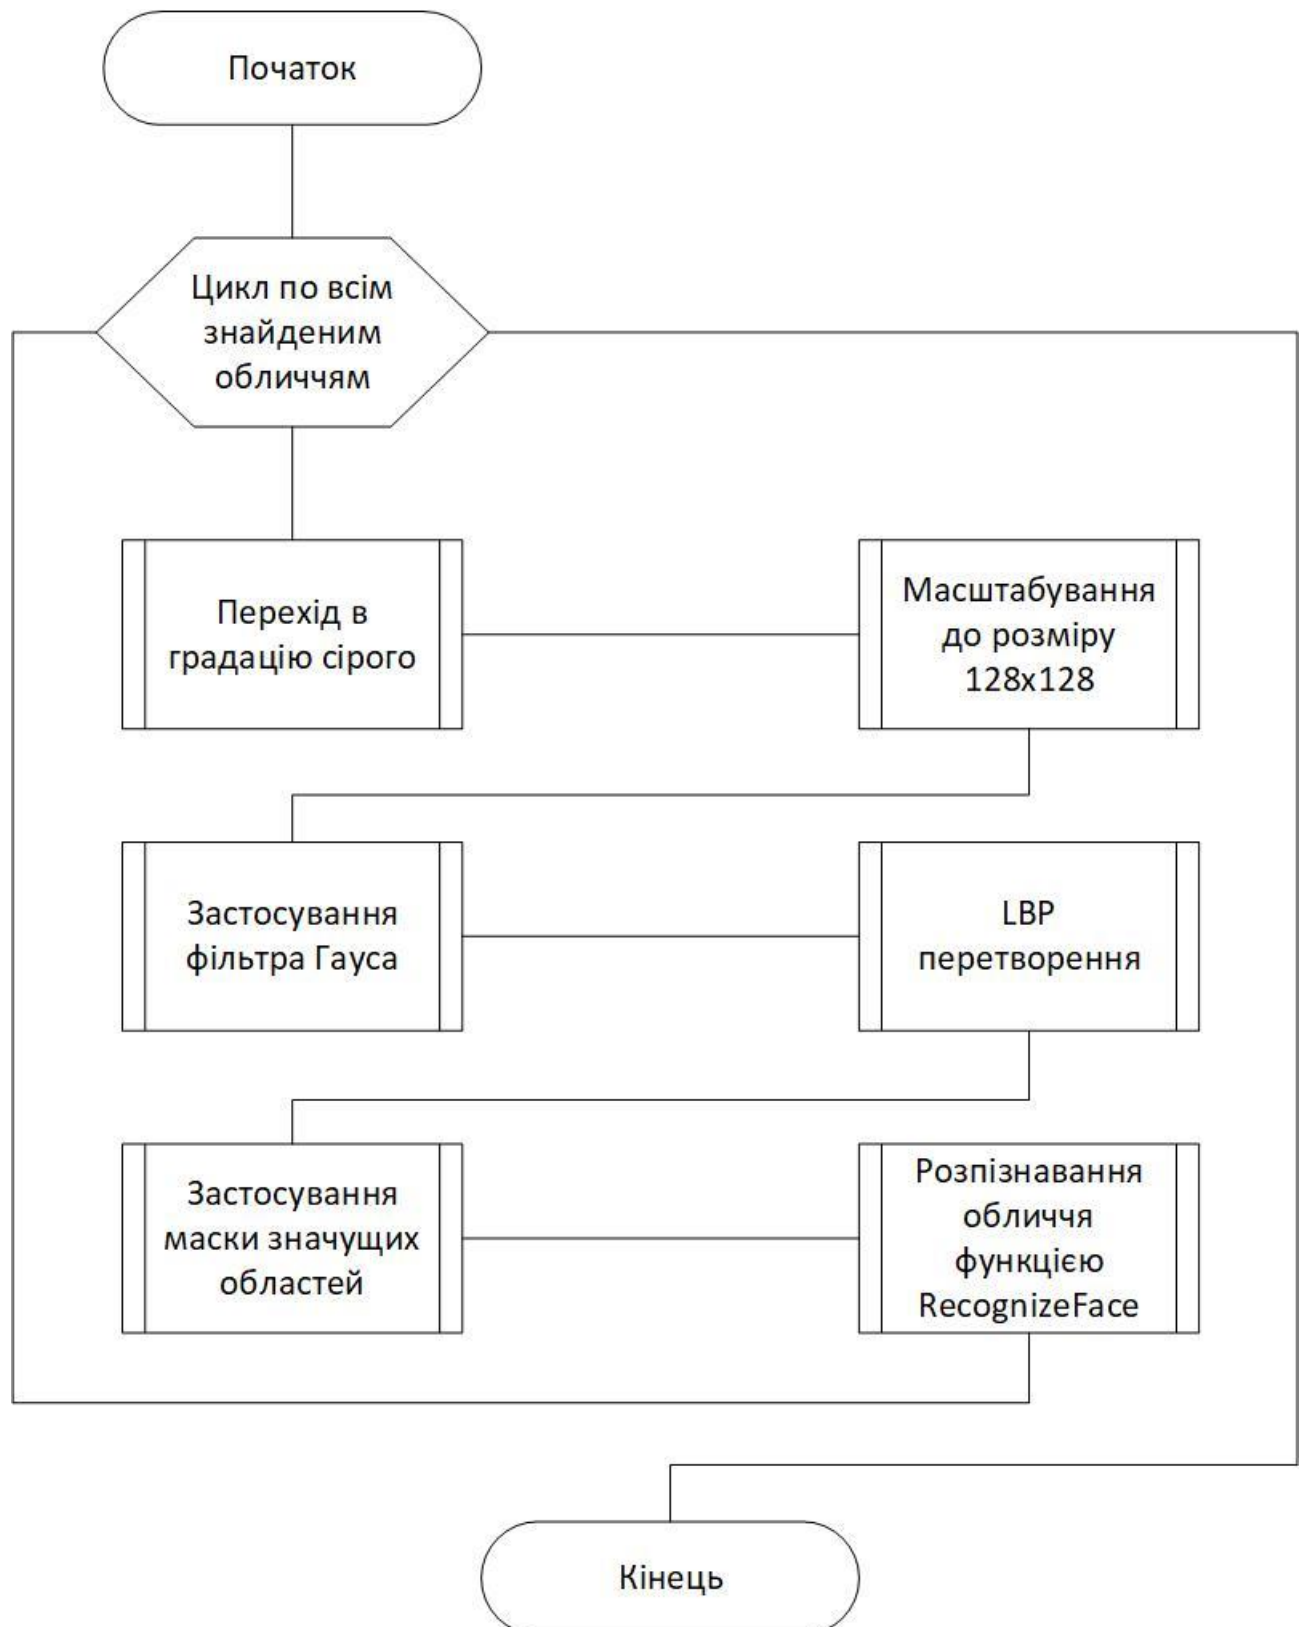 Початок
Цикл по всім
знайденим
обличчям
Перехід в
градацію сірого
Масштабування
до розміру
128x128
Застосування
фільтра Гауса
LBP
перетворення
Застосування
маски значущих
областей
Розпізнавання
обличчя
функцією
RecognizeFace
Кінець